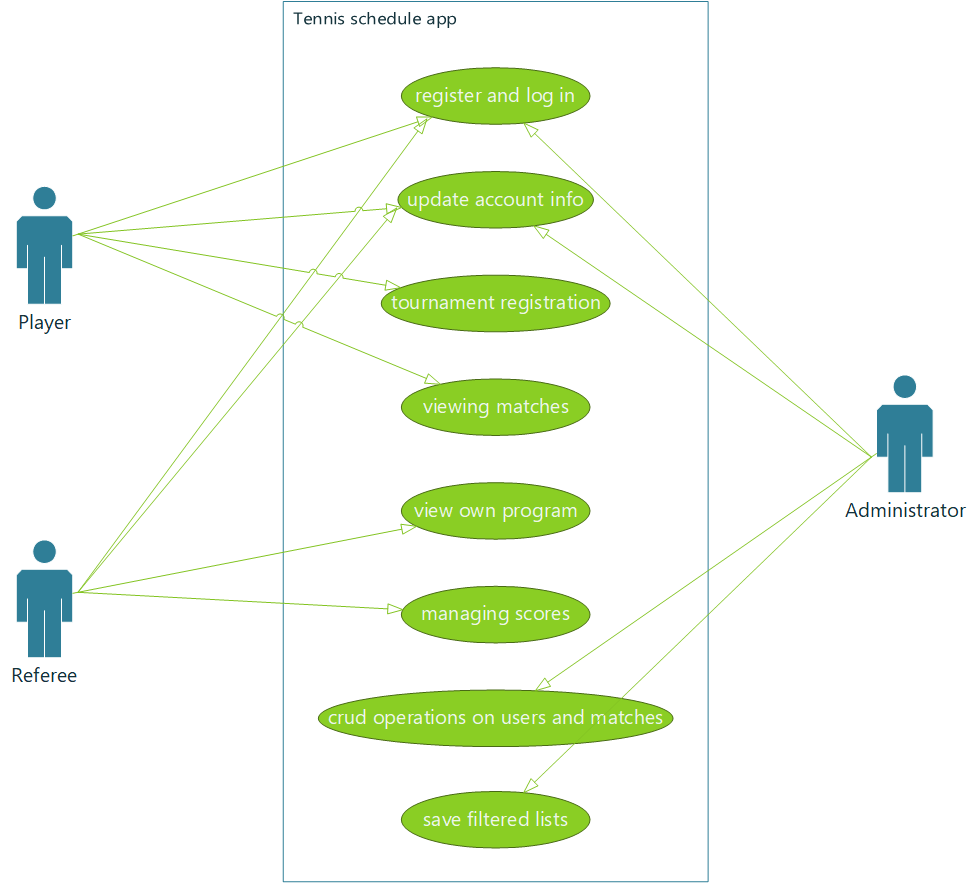 Tennis schedule app
register and log in
update account info
tournament registration
viewing matches
view own program
managing scores
crud operations on users and matches
save filtered lists
Player
Referee
Administrator